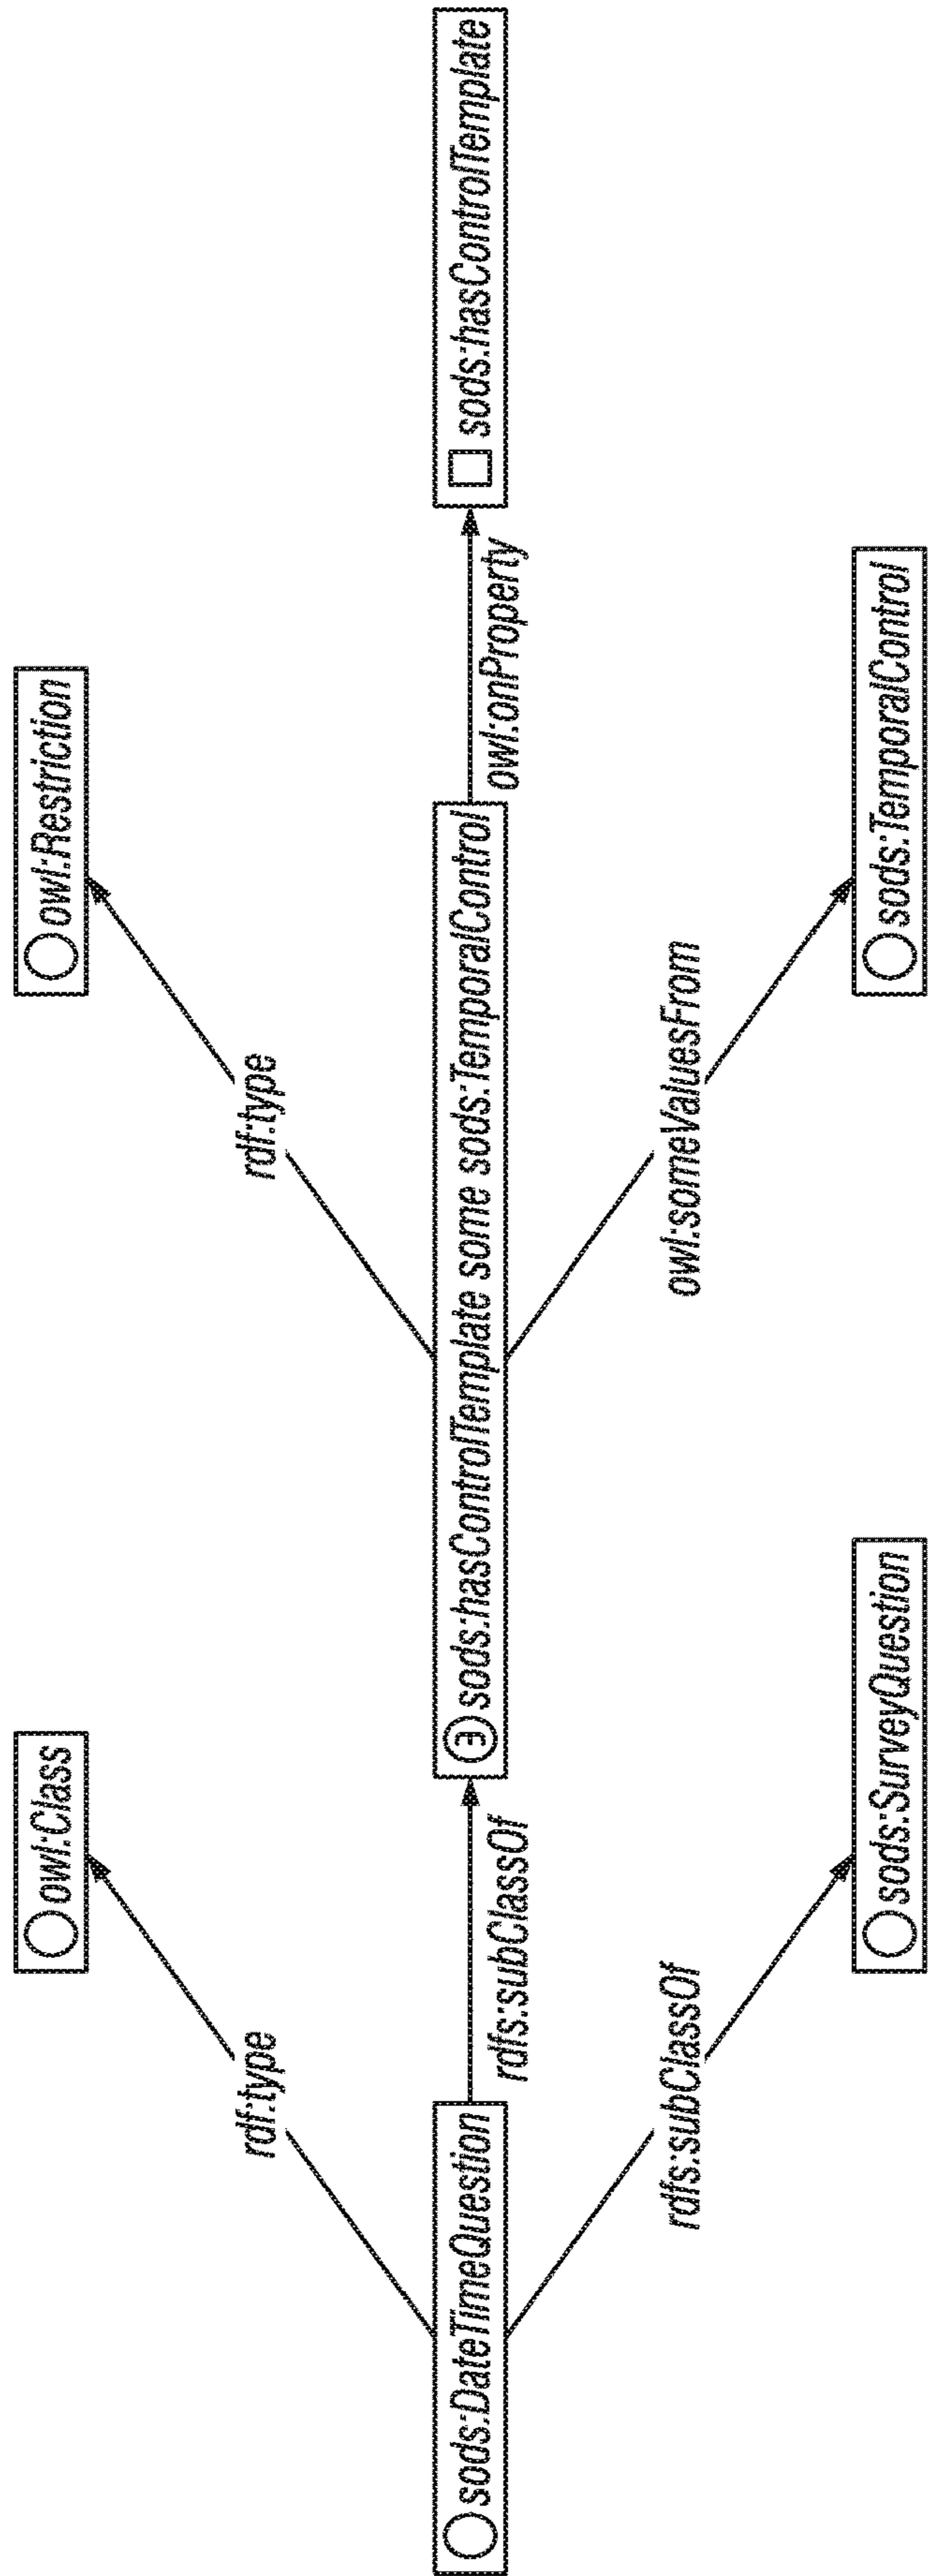 owl:Class
owl:Restriction
rdf:type
rdf:type
sods:DateTimeQuestion
rdfs:subClassOf
sods:hasControlTemplate some sods:TemporalControl
owl:onProperty
sods:hasControlTemplate
rdfs:subClassOf
owl:someValuesFrom
sods:SurveyQuestion
sods:TemporalControl